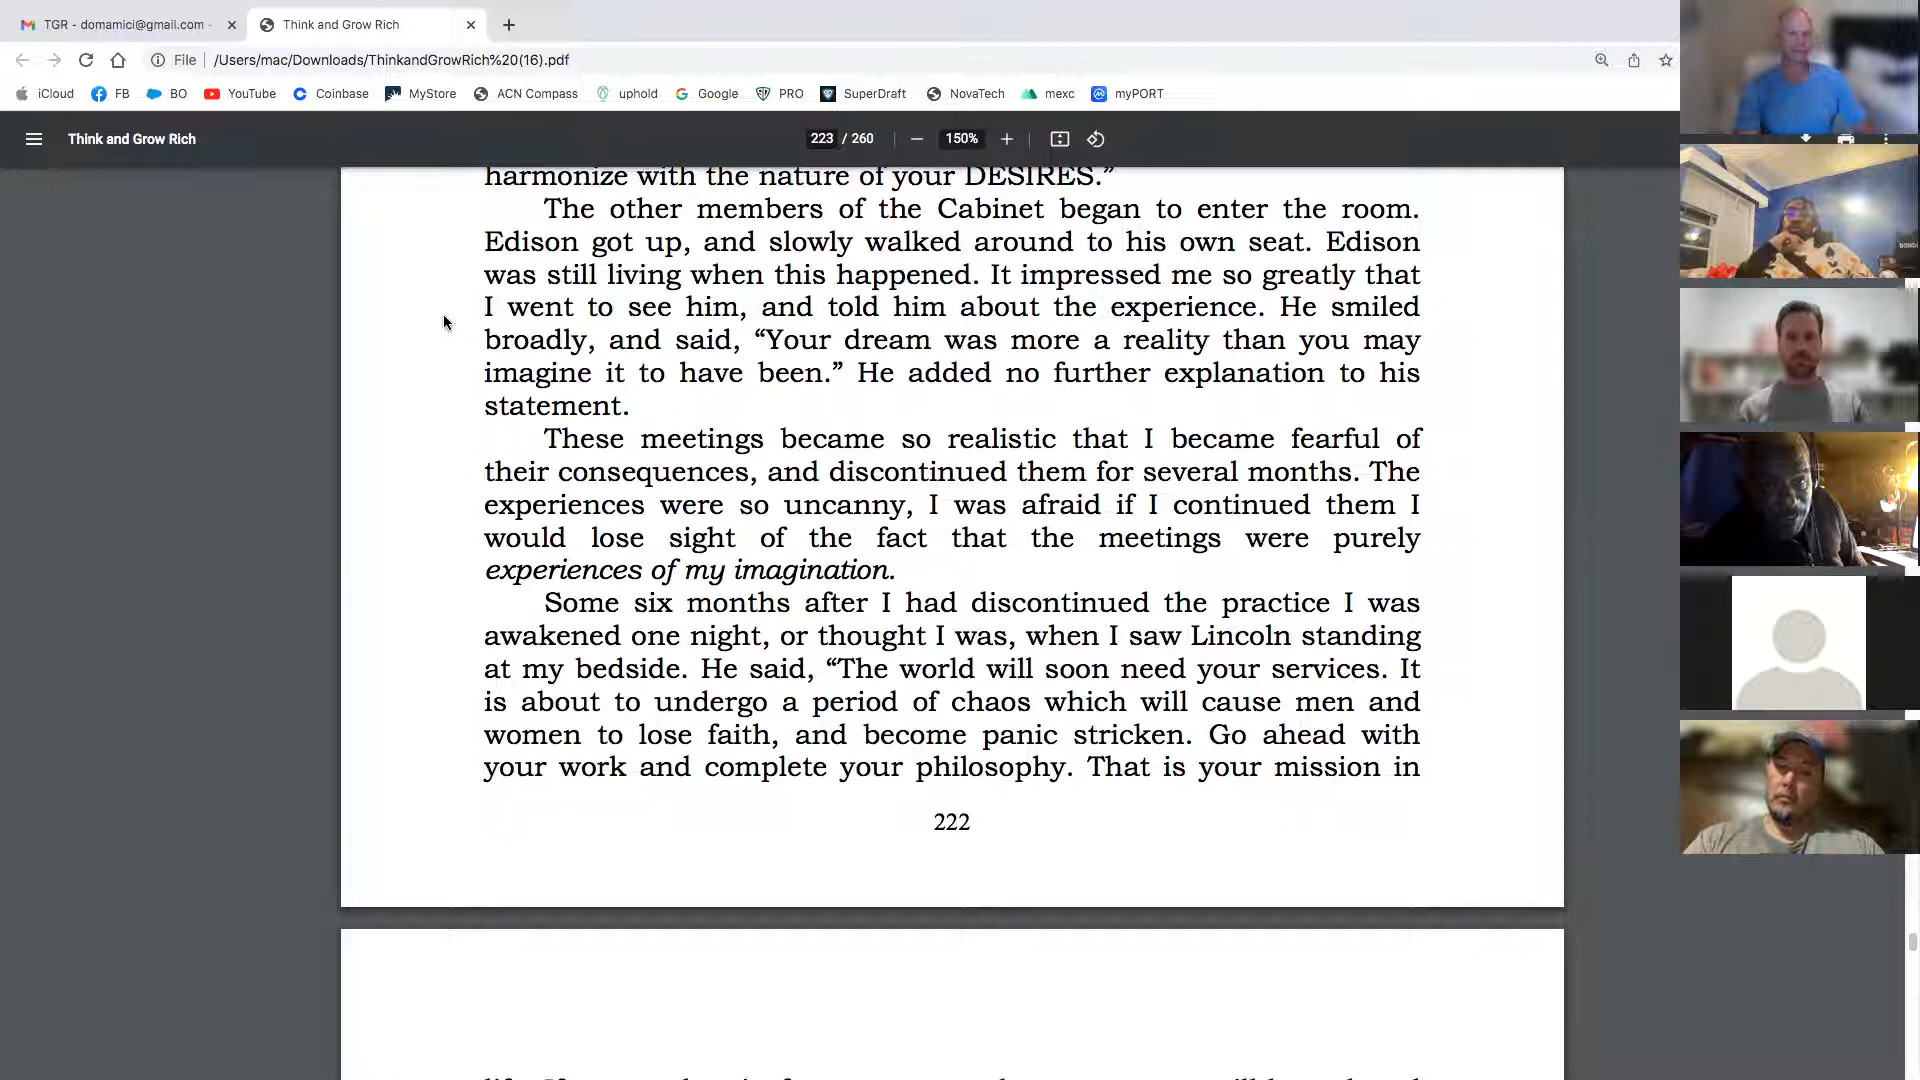 TGR - domamici@gmail.com -
Think and Grow Rich
File
/Users/mac/Downloads/ThinkandGrowRich%20(16).pdf
iCloud FB BO YouTube Coinbase MyStore ACN Compass uphold Google PRO SuperDraft NovaTech mexc myPORT
Think and Grow Rich
223 / 260
150%
harmonize with the nature of your DESIRES.”
The other members of the Cabinet began to enter the room.
Edison got up, and slowly walked around to his own seat. Edison
was still living when this happened. It impressed me so greatly that
I went to see him, and told him about the experience. He smiled
broadly, and said, “Your dream was more a reality than you may
imagine it to have been.” He added no further explanation to his
statement.
These meetings became so realistic that I became fearful of
their consequences, and discontinued them for several months. The
experiences were so uncanny, I was afraid if I continued them I
would lose sight of the fact that the meetings were purely
experiences of my imagination.
Some six months after I had discontinued the practice I was
awakened one night, or thought I was, when I saw Lincoln standing
at my bedside. He said, “The world will soon need your services. It
is about to undergo a period of chaos which will cause men and
women to lose faith, and become panic stricken. Go ahead with
your work and complete your philosophy. That is your mission in
222